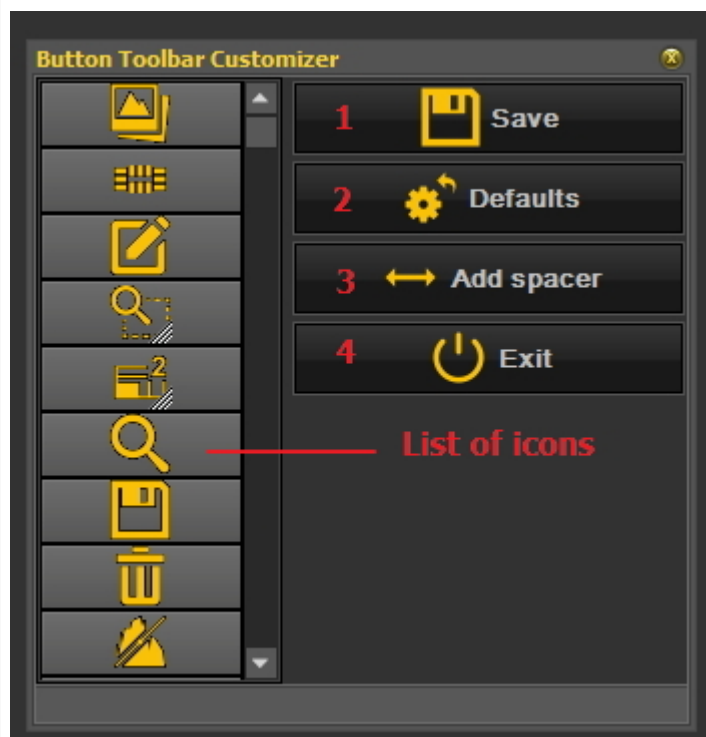 Button Toolbar Customizer
1 Save
2 Defaults
3 Add spacer
4 Exit
2
List of icons